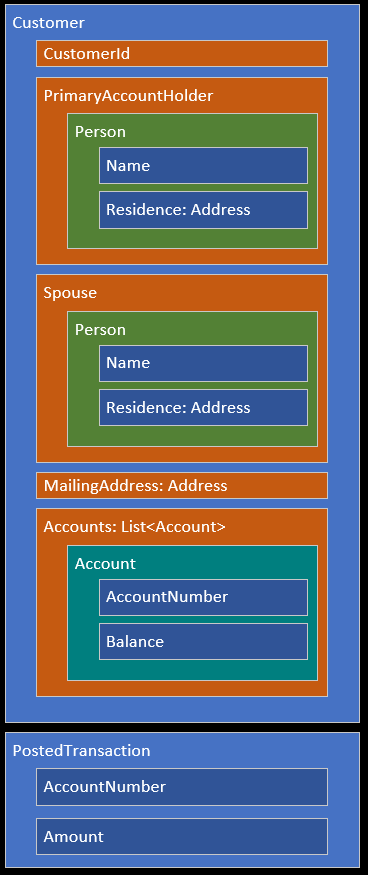 Customer
CustomerId
PrimaryAccountHolder
Person
Name
Residence: Address
Spouse
Person
Name
Residence: Address
MailingAddress: Address
Accounts: List<Account>
Account
AccountNumber
Balance
PostedTransaction
AccountNumber
Amount